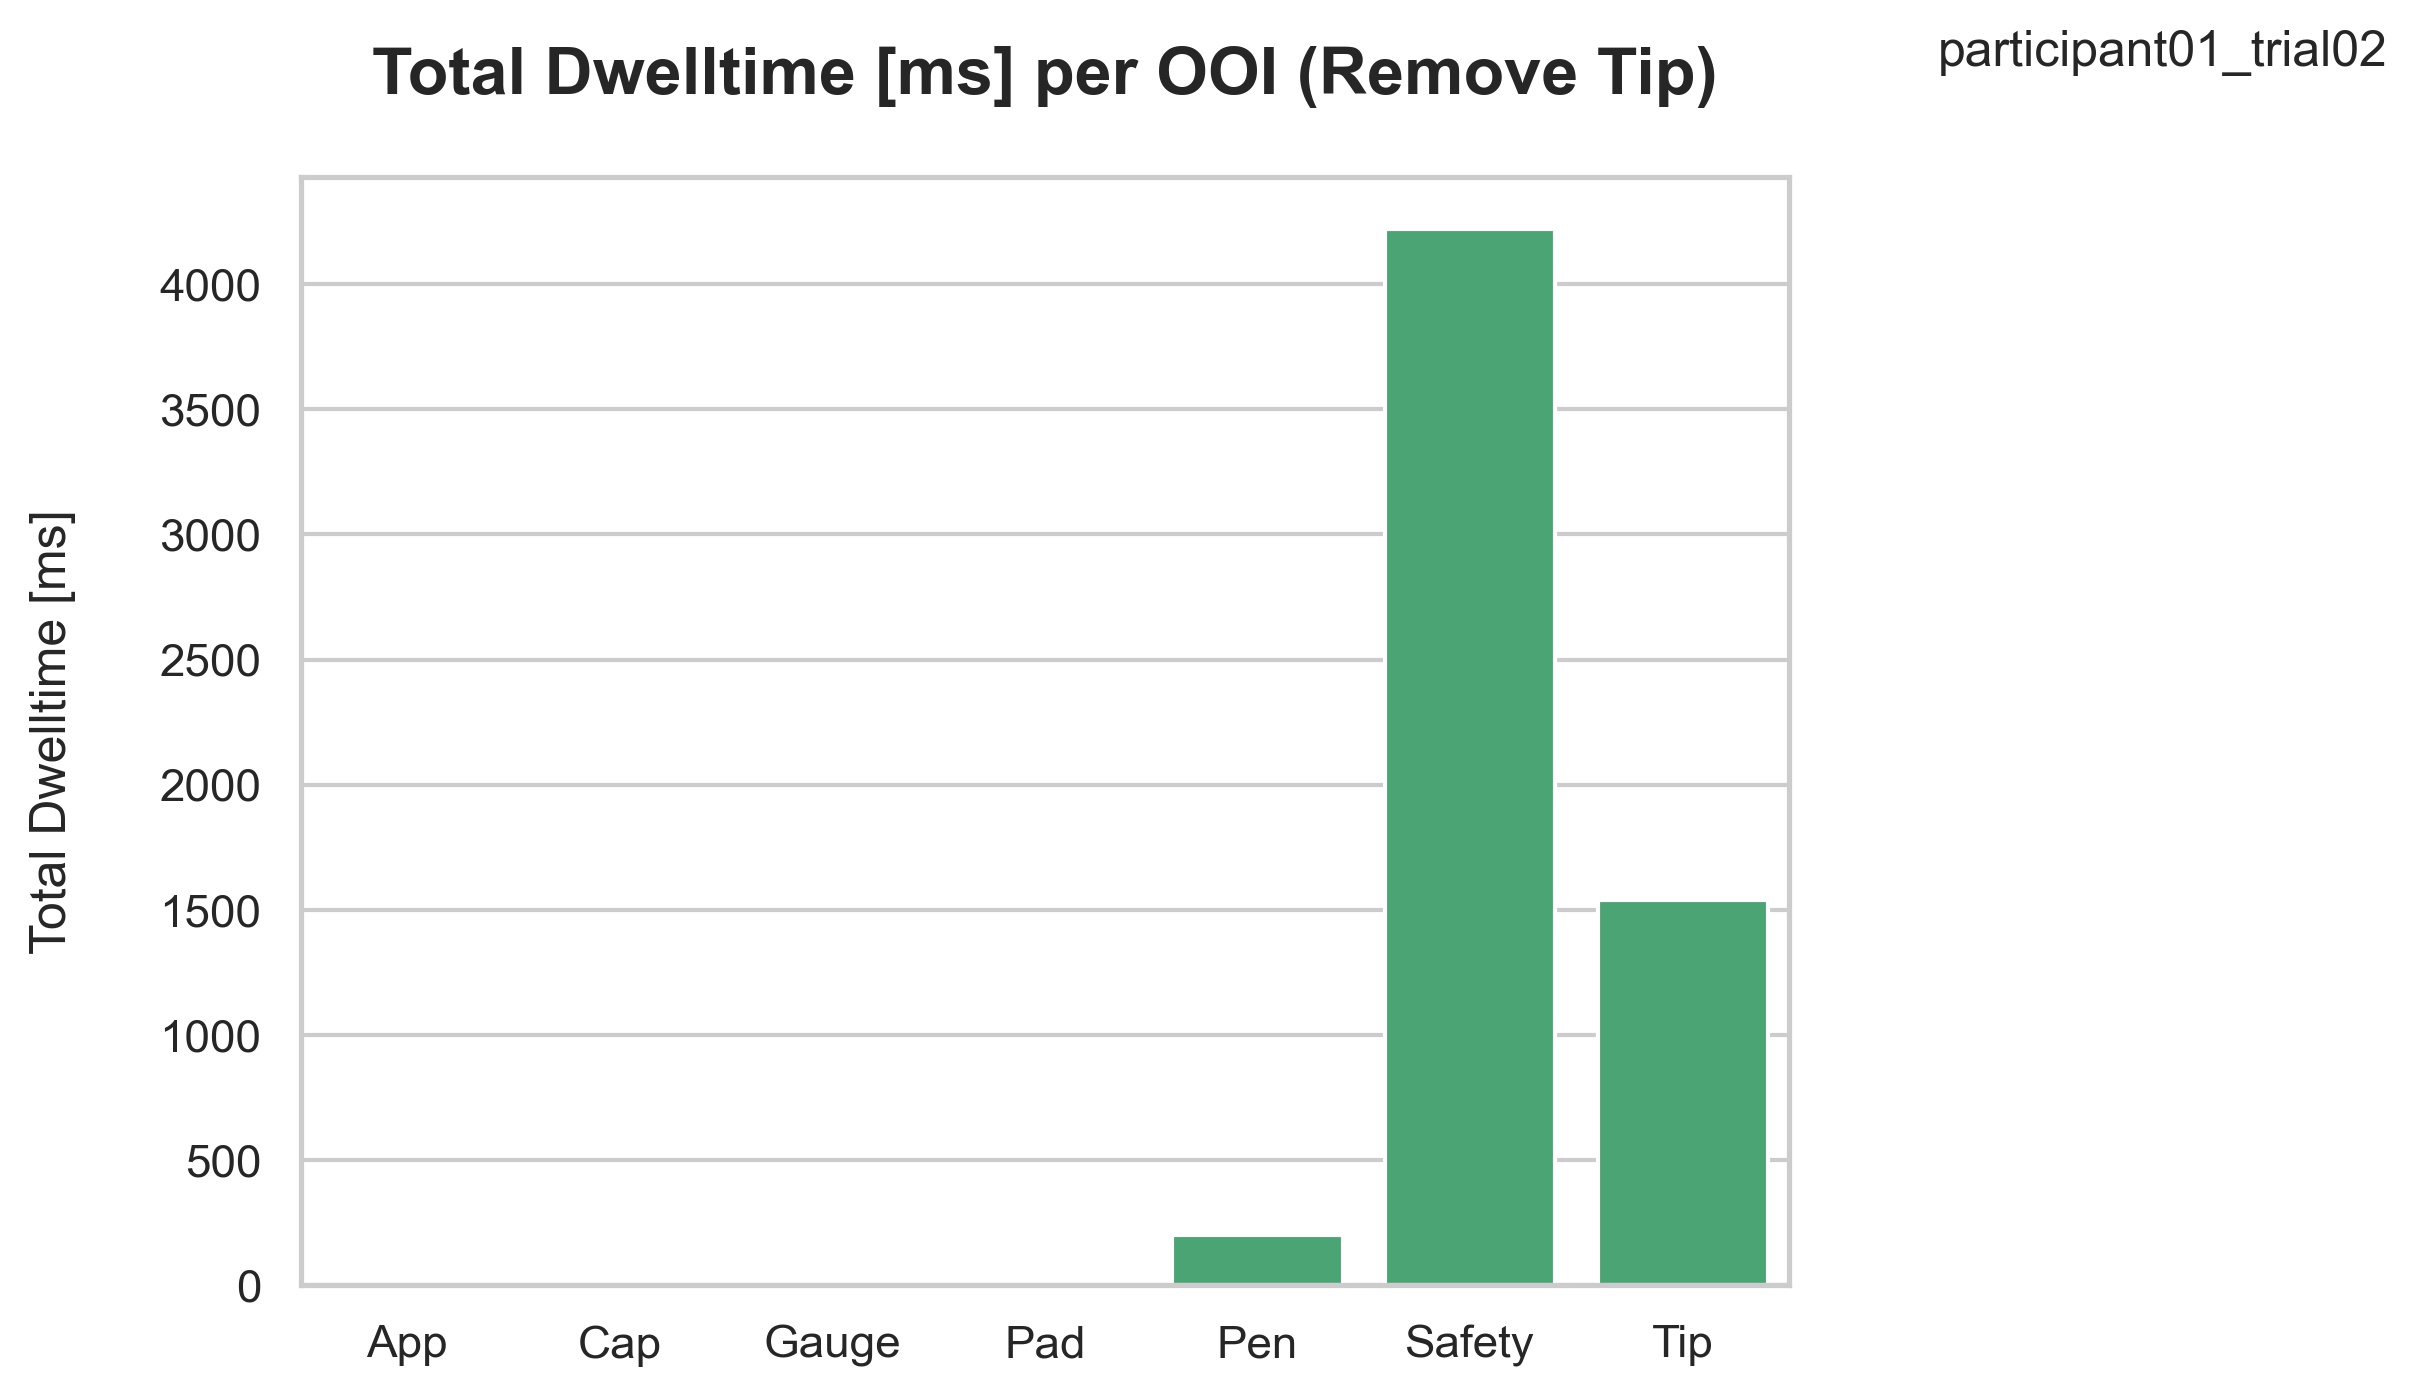 participant01_trial02
Total Dwelltime [ms] per OOI (Remove Tip)
Total Dwelltime [ms]
4000
3500
3000
2500
2000
1500
1000
500
0
App Cap Gauge Pad Pen Safety Tip